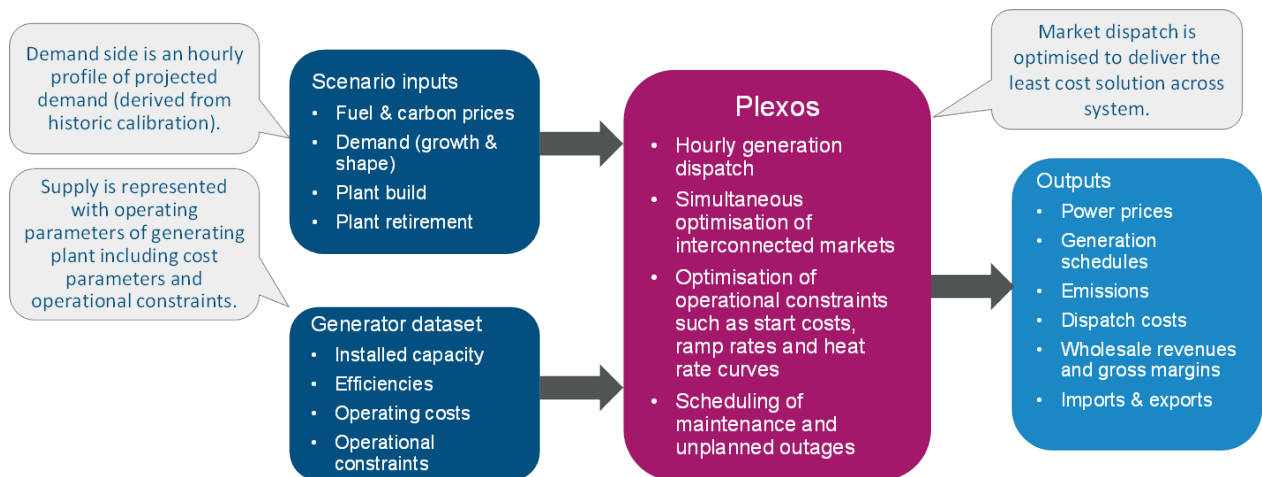 Demand side is an hourly
profile of projected
demand (derived from
historic calibration).
Supply is represented
with operating
parameters of generating
plant including cost
parameters and
operational constraints.
Scenario inputs
• Fuel & carbon prices
• Demand (growth &
shape)
• Plant build
• Plant retirement
Generator dataset
• Installed capacity
• Efficiencies
• Operating costs
• Operational
constraints
Plexos
• Hourly generation
dispatch
• Simultaneous
optimisation of
interconnected markets
• Optimisation of
operational constraints
such as start costs,
ramp rates and heat
rate curves
• Scheduling of
maintenance and
unplanned outages
Market dispatch is
optimised to deliver the
least cost solution across
system.
Outputs
• Power prices
• Generation
schedules
• Emissions
• Dispatch costs
• Wholesale revenues
and gross margins
• Imports & exports